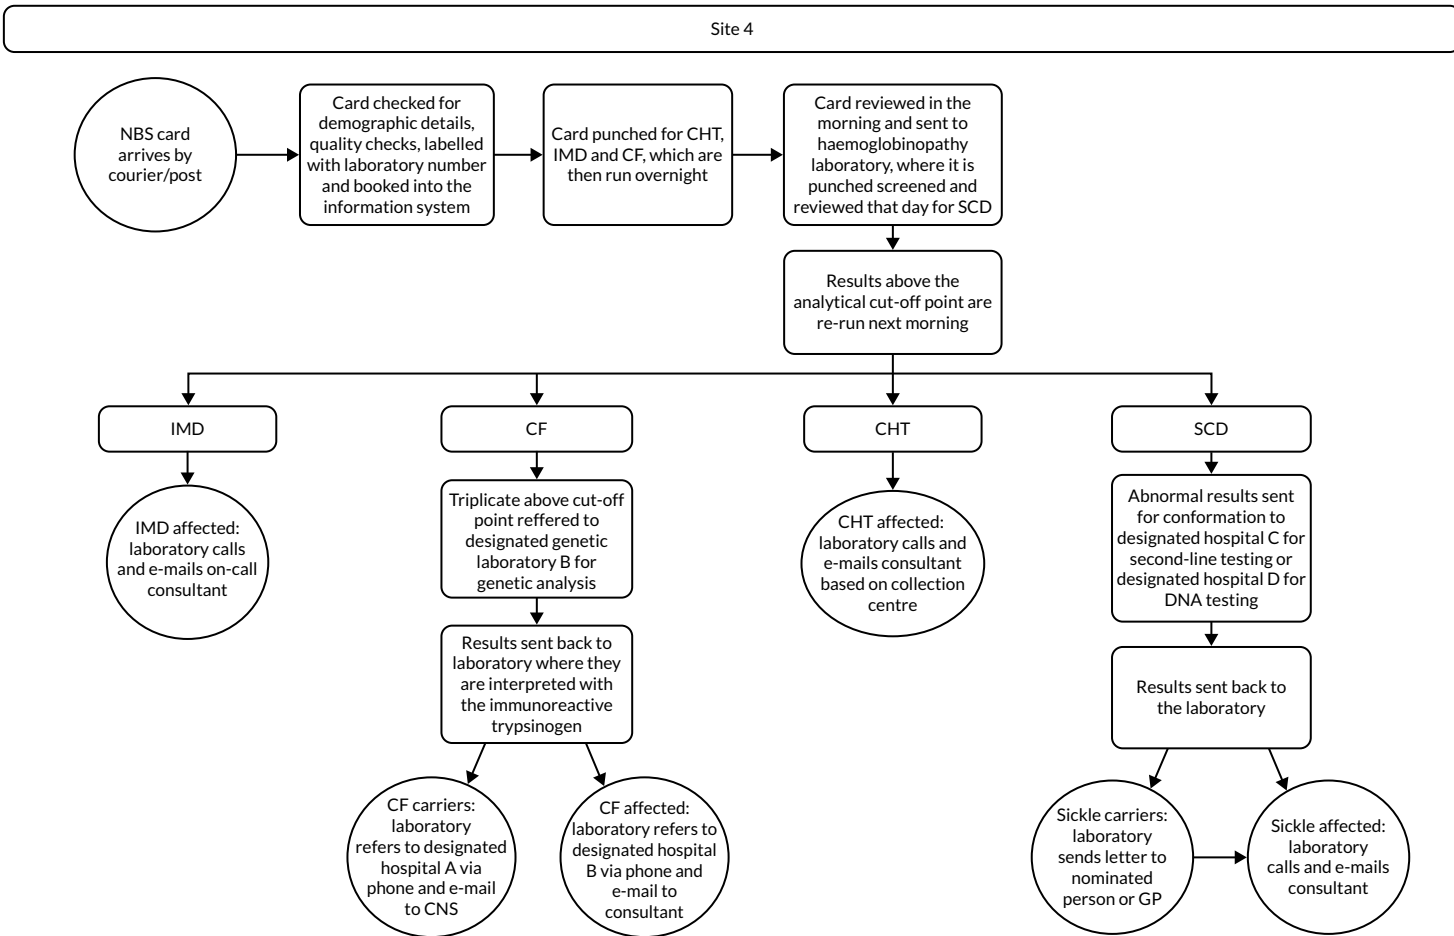 Site 4
NBS card
arrives by
courier/post
Card checked for
demographic details,
quality checks, labelled
with laboratory number
and booked into the
information system
Card punched for CHT,
IMD and CF, which are
then run overnight
Card reviewed in the
morning and sent to
haemoglobinopathy
laboratory, where it is
punched screened and
reviewed that day for SCD
Results above the
analytical cut-off point are
re-run next morning
IMD
CF
CHT
SCD
IMD affected:
laboratory calls
and e-mails on-call
consultant
Triplicate above cut-off
point reffered to
designated genetic
laboratory B for
genetic analysis
Results sent back to
laboratory where they
are interpreted with
the immunoreactive
trypsinogen
CF carriers:
laboratory
refers to designated
hospital A via
phone and e-mail
to CNS
CF affected:
laboratory refers to
designated hospital
B via phone and
e-mail to
consultant
CHT affected:
laboratory calls and
e-mails consultant
based on collection
centre
Abnormal results sent
for conformation to
designated hospital C for
second-line testing or
designated hospital D for
DNA testing
Results sent back to
the laboratory
Sickle carriers:
laboratory
sends letter to
nominated
person or GP
Sickle affected:
laboratory
calls and e-mails
consultant